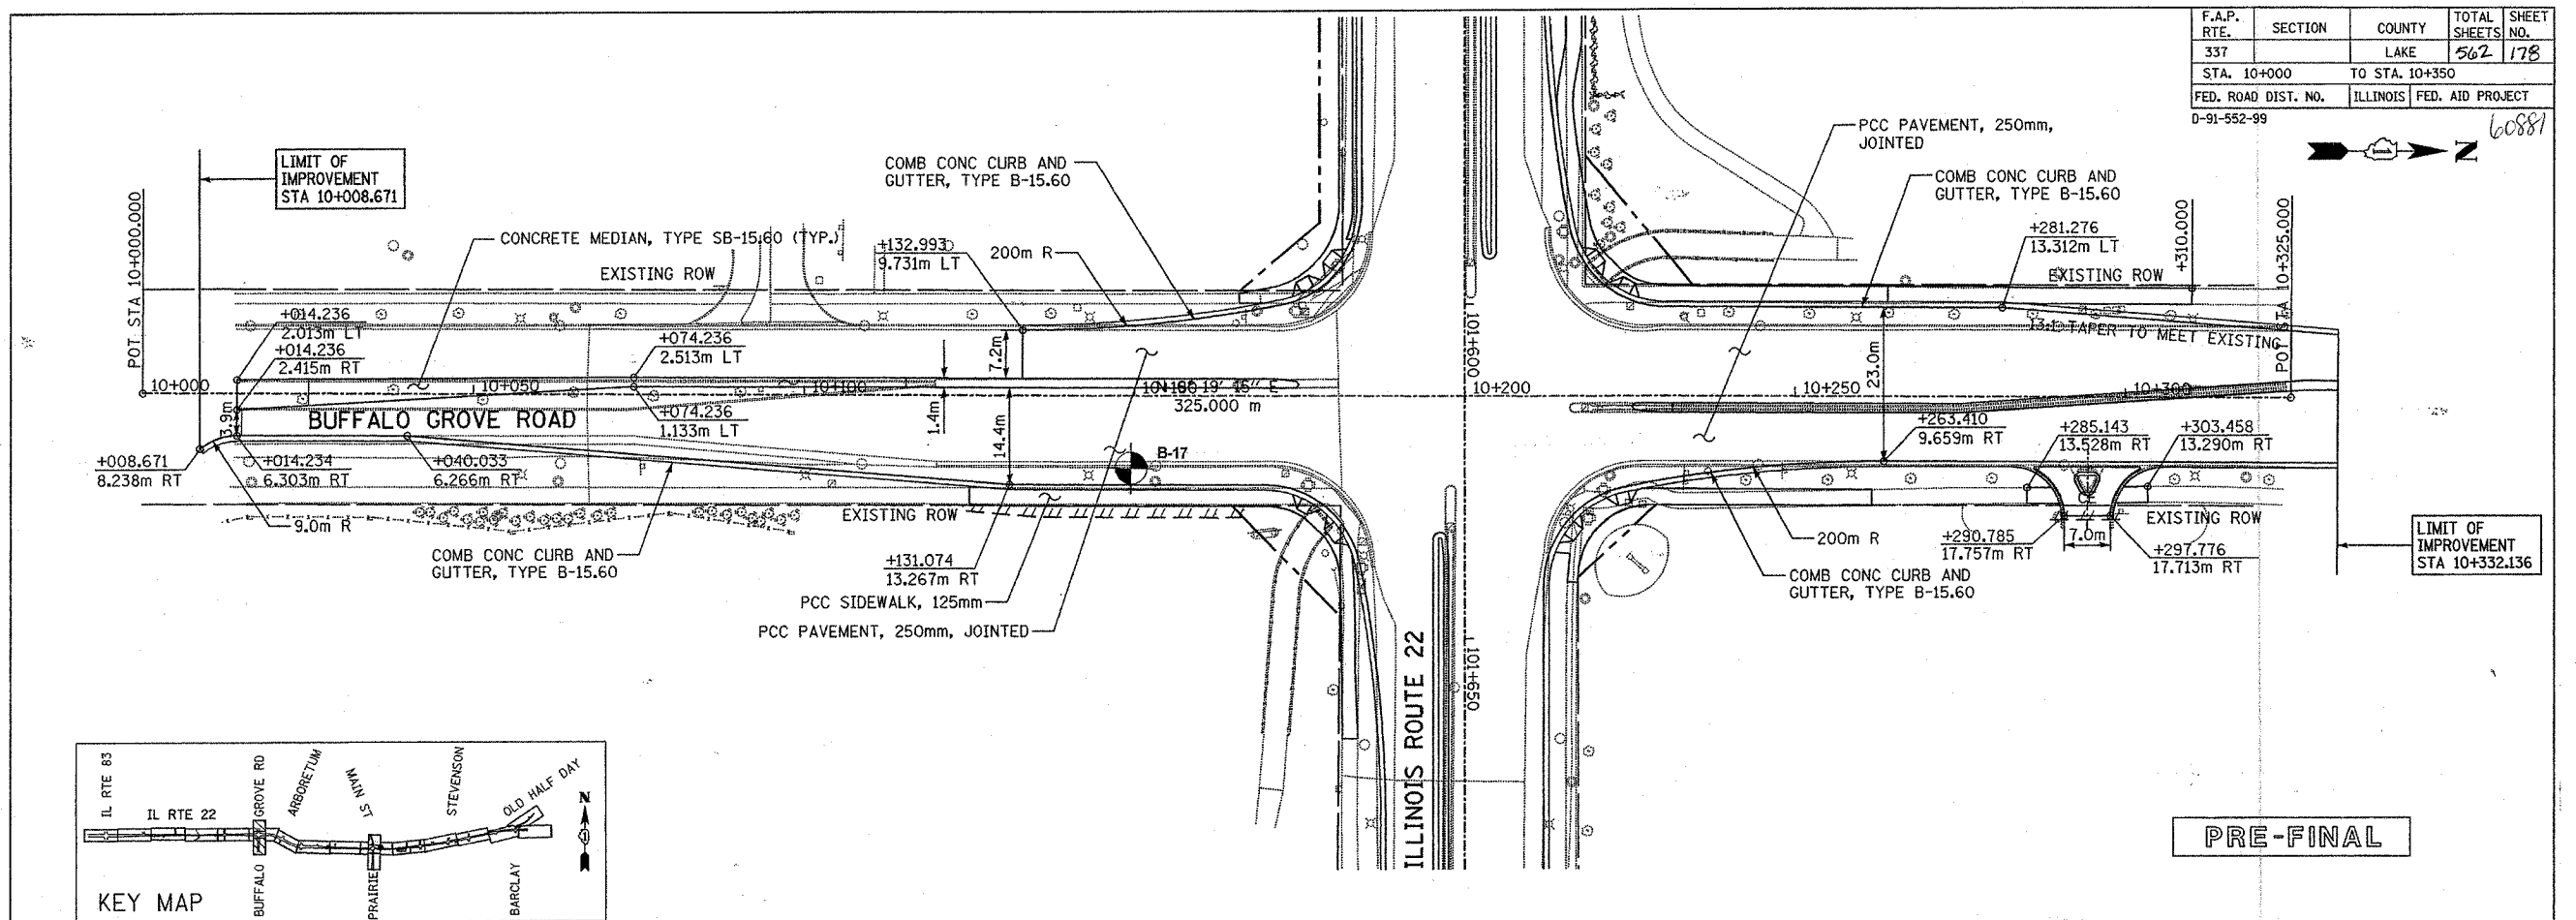 F.A.P. RTE. SECTION COUNTY TOTAL SHEETS SHEET NO.
337 LAKE 562 178
STA. 10+000 TO STA. 10+350
FED. ROAD DIST. NO. ILLINOIS FED. AID PROJECT
D-91-552-99
60881
N
LIMIT OF
IMPROVEMENT
STA 10+008.671
POT STA 10+000.000
CONCRETE MEDIAN, TYPE SB-15.60 (TYP.)
EXISTING ROW
COMB CONC CURB AND
GUTTER, TYPE B-15.60
+132.993
9.731m LT
200m R
PCC PAVEMENT, 250mm,
JOINTED
COMB CONC CURB AND
GUTTER, TYPE B-15.60
+281.276
13.312m LT
+310.000
EXISTING ROW
POT STA 10+325.000
13:1 TAPER TO MEET EXISTING
+014.236
2.013m LT
+014.236
2.415m RT
+074.236
2.513m LT
7.2m
10+000
10+050
10+100
10+200
10+250
10+300
325.000 m
101+600
23.0m
3.9m
BUFFALO GROVE ROAD
+074.236
1.133m LT
1.4m
14.4m
B-17
+008.671
8.238m RT
+014.234
6.303m RT
+040.033
6.266m RT
9.0m R
+263.410
9.659m RT
+285.143
13.528m RT
+303.458
13.290m RT
EXISTING ROW
COMB CONC CURB AND
GUTTER, TYPE B-15.60
+131.074
13.267m RT
PCC SIDEWALK, 125mm
PCC PAVEMENT, 250mm, JOINTED
200m R
COMB CONC CURB AND
GUTTER, TYPE B-15.60
+290.785
17.757m RT
7.0m
+297.776
17.713m RT
EXISTING ROW
LIMIT OF
IMPROVEMENT
STA 10+332.136
ILLINOIS ROUTE 22
101+650
IL RTE 83
IL RTE 22
GROVE RD
ARBORETUM
MAIN ST
STEVENSON
OLD HALF DAY
N
BUFFALO
PRAIRIE
BARCLAY
KEY MAP
PRE-FINAL